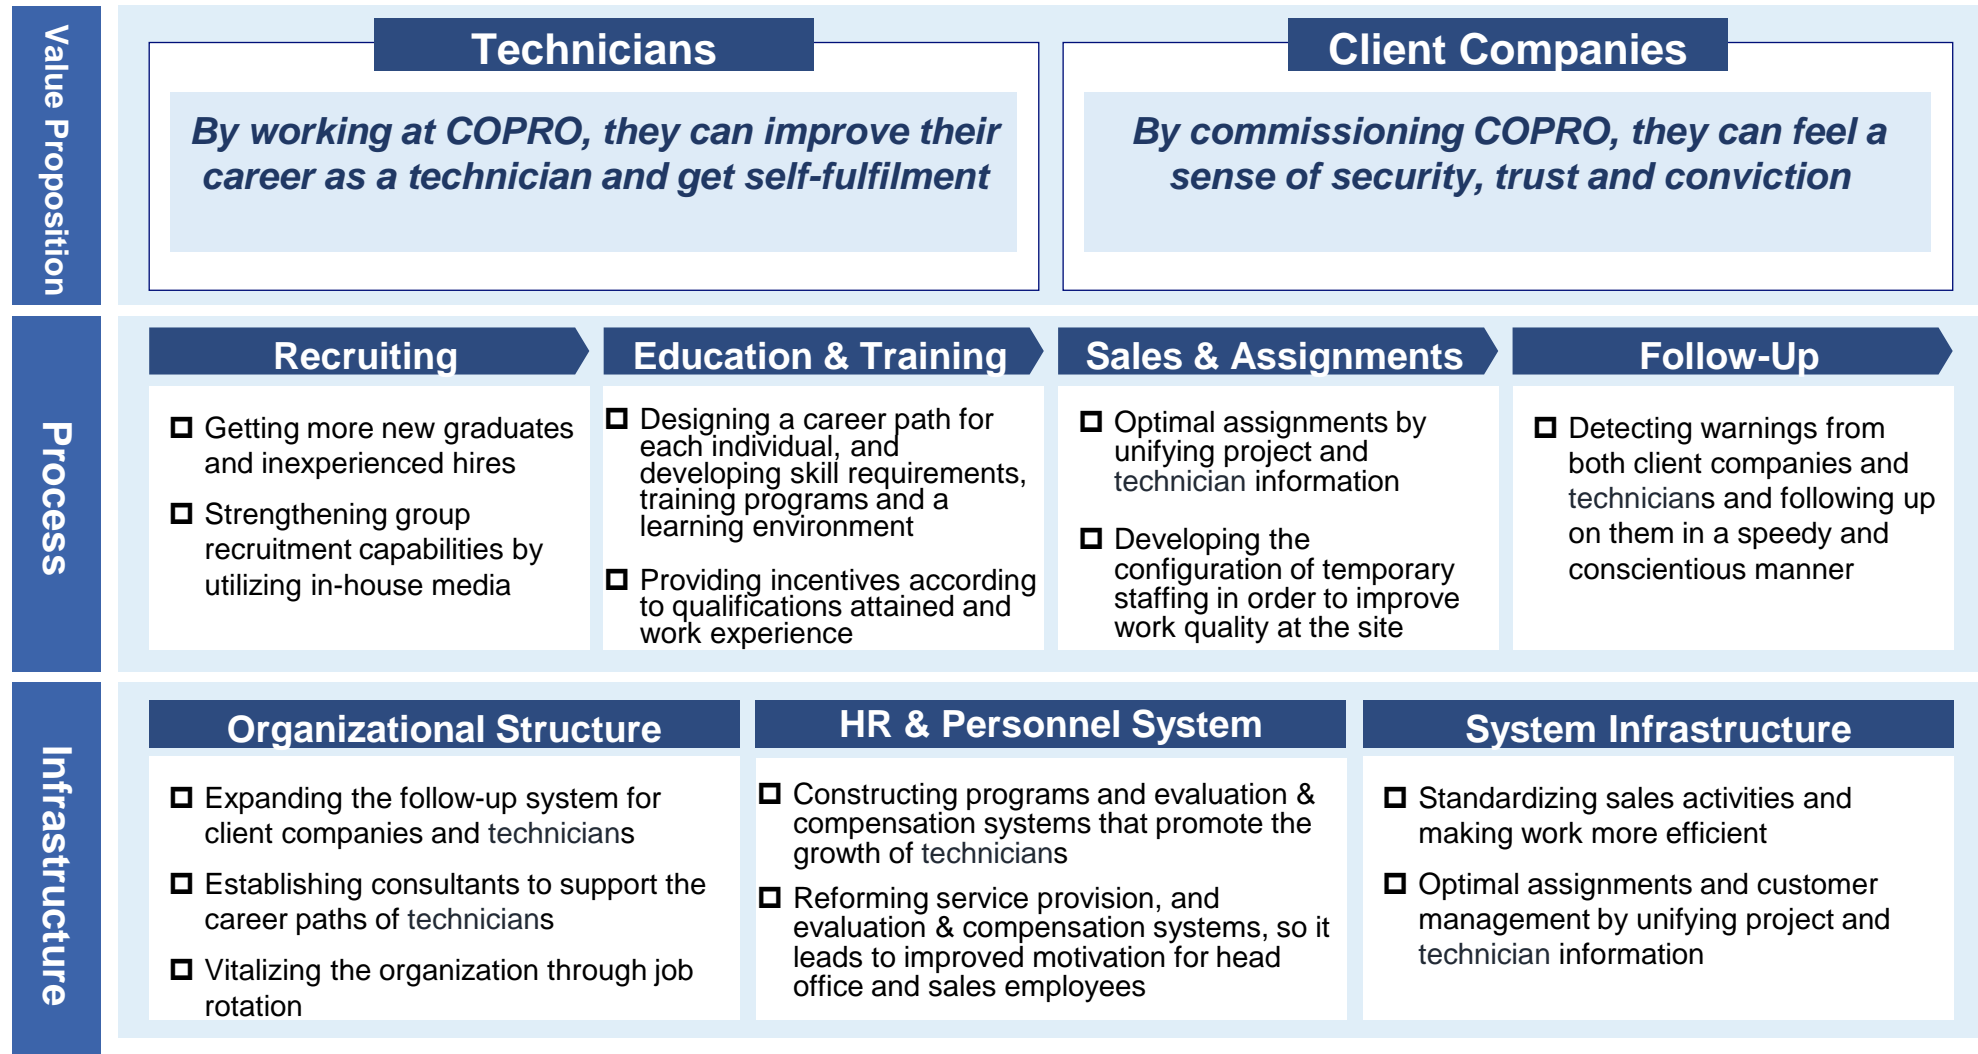 Value Proposition
Technicians
By working at COPRO, they can improve their
career as a technician and get self-fulfilment
Client Companies
By commissioning COPRO, they can feel a
sense of security, trust and conviction
Process
Recruiting
Getting more new graduates
and inexperienced hires
Strengthening group
recruitment capabilities by
utilizing in-house media
Education & Training
Designing a career path for
each individual, and
developing skill requirements,
training programs and a
learning environment
Providing incentives according
to qualifications attained and
work experience
Sales & Assignments
Optimal assignments by
unifying project and
technician information
Developing the
configuration of temporary
staffing in order to improve
work quality at the site
Follow-Up
Detecting warnings from
both client companies and
technicians and following up
on them in a speedy and
conscientious manner
Infrastructure
Organizational Structure
Expanding the follow-up system for
client companies and technicians
Establishing consultants to support the
career paths of technicians
Vitalizing the organization through job
rotation
HR & Personnel System
Constructing programs and evaluation &
compensation systems that promote the
growth of technicians
Reforming service provision, and
evaluation & compensation systems, so it
leads to improved motivation for head
office and sales employees
System Infrastructure
Standardizing sales activities and
making work more efficient
Optimal assignments and customer
management by unifying project and
technician information